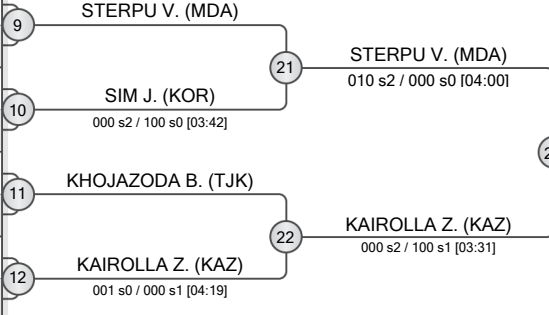 STERPU V. (MDA)
9
21
STERPU V. (MDA)
010 s2 / 000 s0 [04:00]
SIM J. (KOR)
10
000 s2 / 100 s0 [03:42]
KHOJAZODA B. (TJK)
11
22
KAIROLLA Z. (KAZ)
000 s2 / 100 s1 [03:31]
KAIROLLA Z. (KAZ)
12
001 s0 / 000 s1 [04:19]